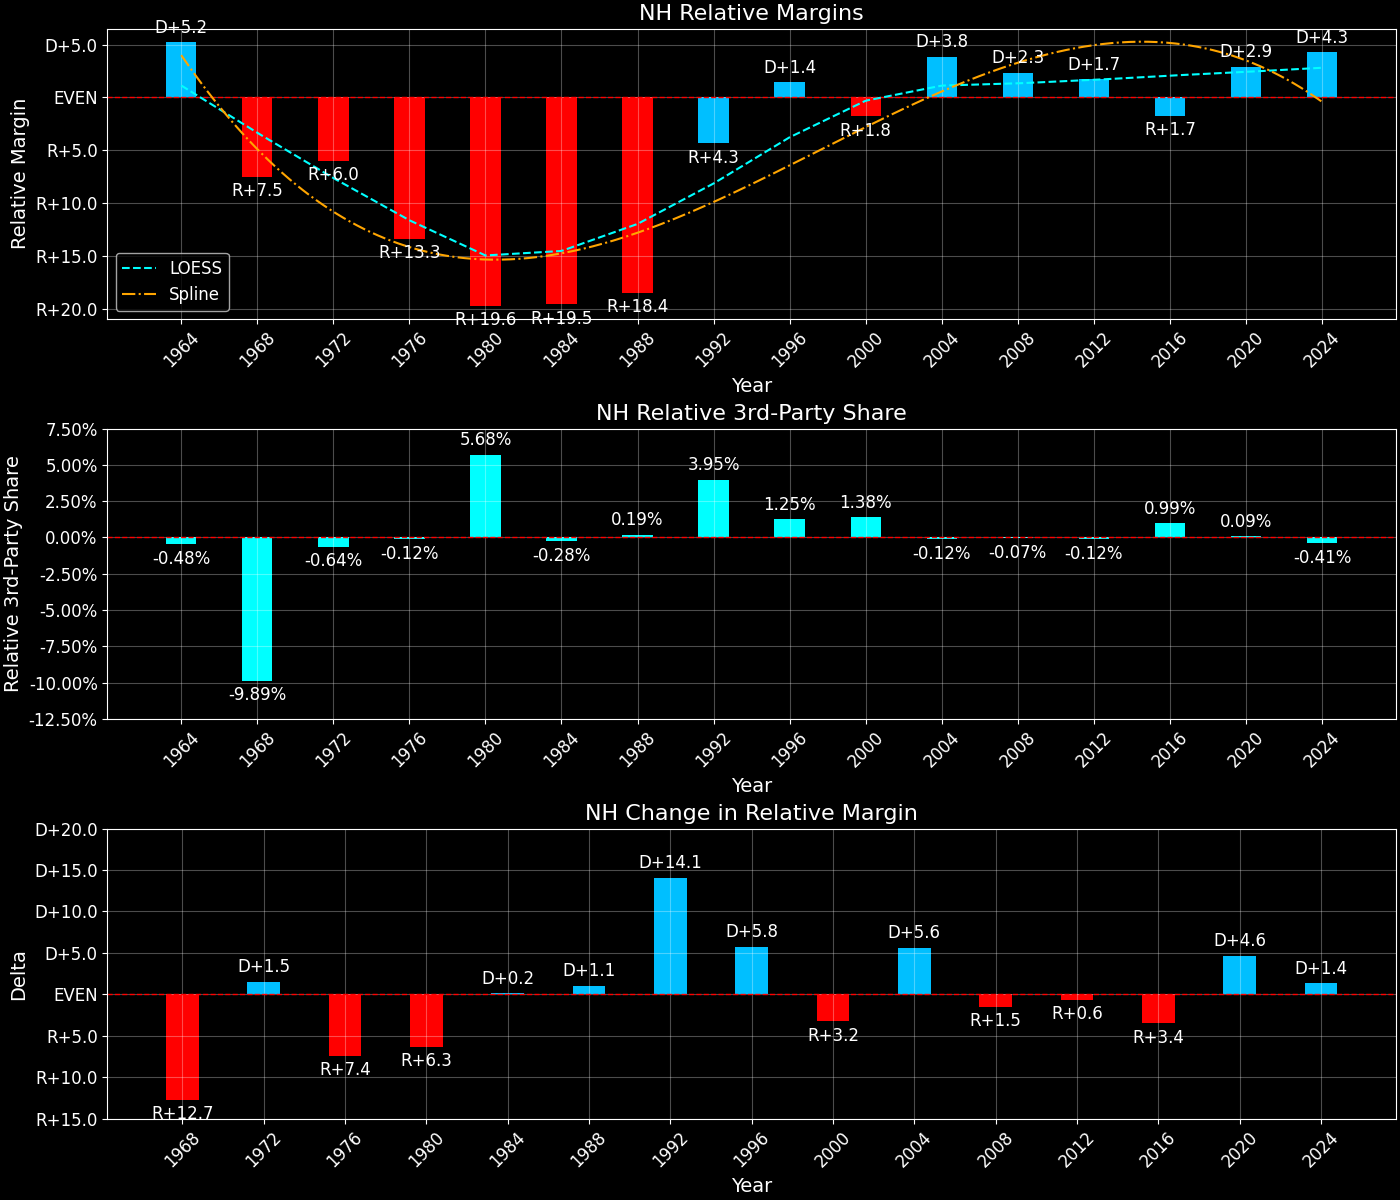 NH Relative Margins
Relative Margin
D+5.0
EVEN
R+5.0
R+10.0
R+15.0
R+20.0
D+5.2
R+7.5
R+6.0
R+13.3
R+19.6
R+19.5
R+18.4
R+4.3
D+1.4
R+1.8
D+3.8
D+2.3
D+1.7
R+1.7
D+2.9
D+4.3
LOESS
Spline
1964
1968
1972
1976
1980
1984
1988
1992
1996
2000
2004
2008
2012
2016
2020
2024
Year
NH Relative 3rd-Party Share
Relative 3rd-Party Share
7.50%
5.00%
2.50%
0.00%
-2.50%
-5.00%
-7.50%
-10.00%
-12.50%
-0.48%
-9.89%
-0.64%
-0.12%
5.68%
-0.28%
0.19%
3.95%
1.25%
1.38%
-0.12%
-0.07%
-0.12%
0.99%
0.09%
-0.41%
1964
1968
1972
1976
1980
1984
1988
1992
1996
2000
2004
2008
2012
2016
2020
2024
Year
NH Change in Relative Margin
Delta
D+20.0
D+15.0
D+10.0
D+5.0
EVEN
R+5.0
R+10.0
R+15.0
R+12.7
D+1.5
R+7.4
R+6.3
D+0.2
D+1.1
D+14.1
D+5.8
R+3.2
D+5.6
R+1.5
R+0.6
R+3.4
D+4.6
D+1.4
1968
1972
1976
1980
1984
1988
1992
1996
2000
2004
2008
2012
2016
2020
2024
Year